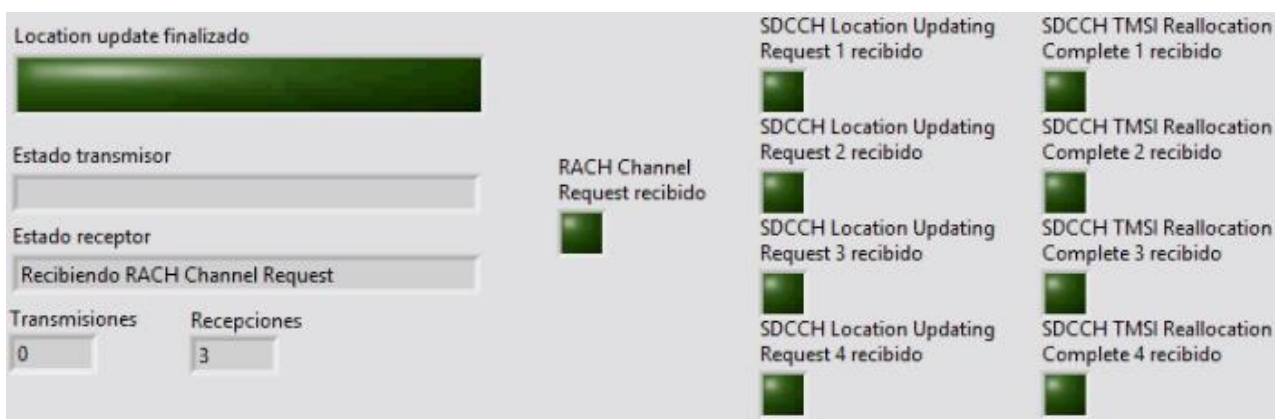 Location update finalizado
Estado transmisor
Estado receptor
Recibiendo RACH Channel Request
Transmisiones
0
Recepciones
3
RACH Channel
Request recibido
SDCCH Location Updating
Request 1 recibido
SDCCH Location Updating
Request 2 recibido
SDCCH Location Updating
Request 3 recibido
SDCCH Location Updating
Request 4 recibido
SDCCH TMSI Reallocation
Complete 1 recibido
SDCCH TMSI Reallocation
Complete 2 recibido
SDCCH TMSI Reallocation
Complete 3 recibido
SDCCH TMSI Reallocation
Complete 4 recibido